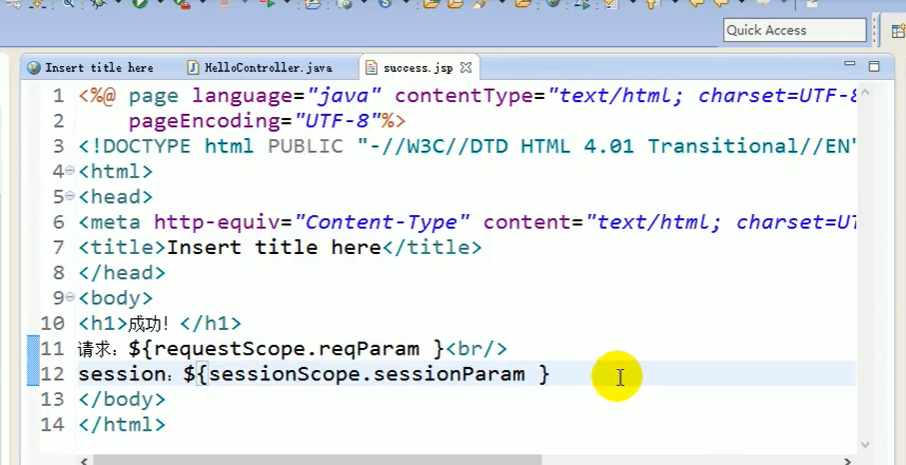 Quick Access
Insert title here HelloController.java success.jsp
1 <%@ page language="java" contentType="text/html; charset=UTF-8
2 pageEncoding="UTF-8"%>
3 <!DOCTYPE html PUBLIC "-//W3C//DTD HTML 4.01 Transitional//EN"
4 <html>
5 <head>
6 <meta http-equiv="Content-Type" content="text/html; charset=UT
7 <title>Insert title here</title>
8 </head>
9 <body>
10 <h1>成功！</h1>
11 请求：${requestScope.reqParam }<br/>
12 session：${sessionScope.sessionParam }
13 </body>
14 </html>